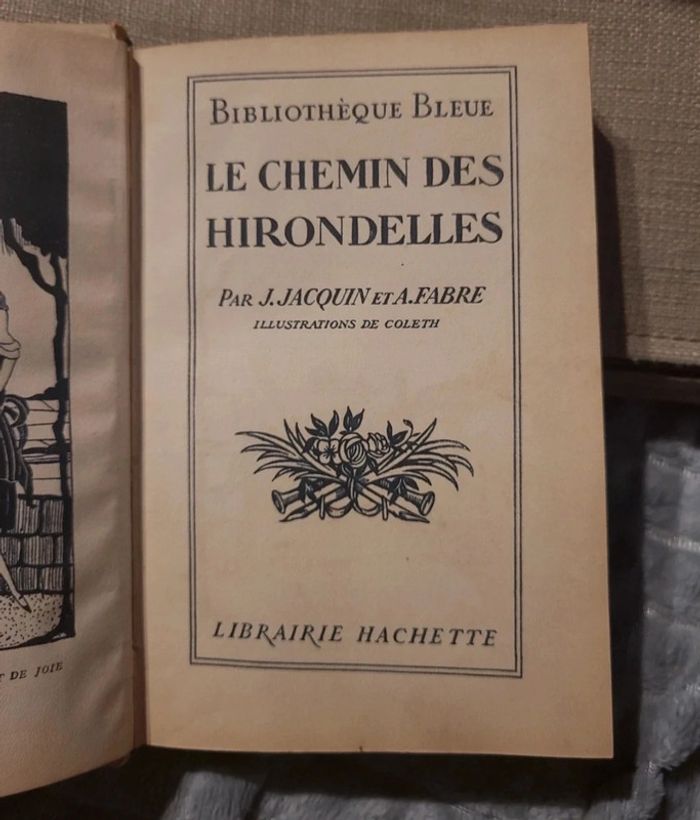 BIBLIOTHÈQUE BLEUE
LE CHEMIN DES
HIRONDELLES
PAR J. JACQUIN ET A. FABRE
ILLUSTRATIONS DE COLETH
LIBRAIRIE HACHETTE
DE JOIE